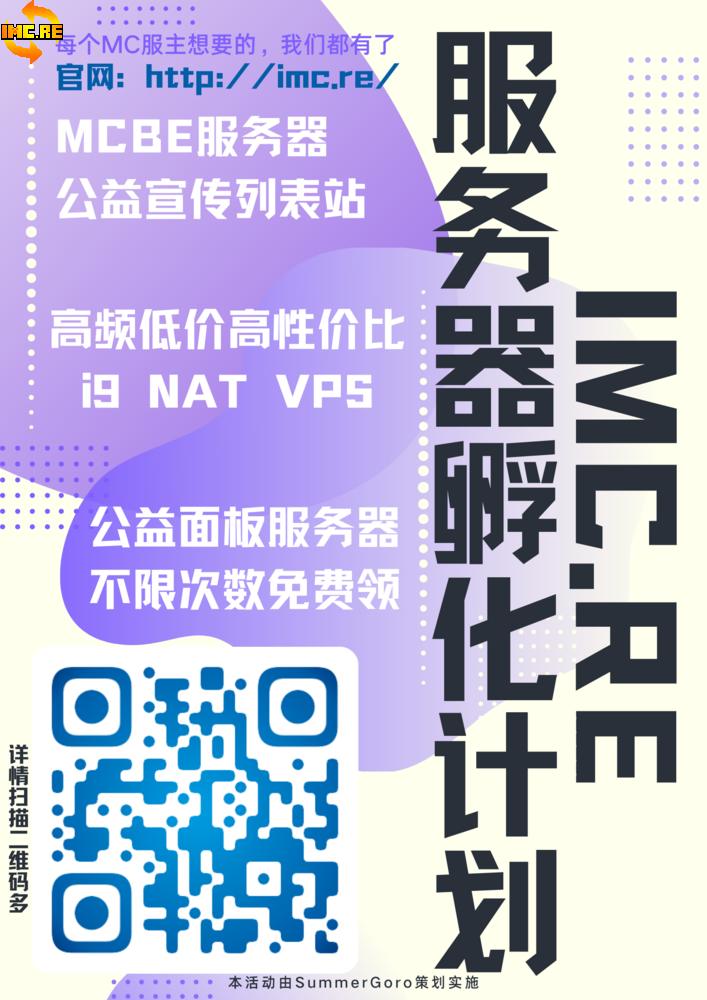 IMC.RE
每个MC服主想要的，我们都有了
官网：http://imc.re/
MCBE服务器
公益宣传列表站
高频低价高性价比
i9 NAT VPS
公益面板服务器
不限次数免费领
服务器孵化计划
IMC.RE
详情扫描二维码多
本活动由SummerGoro策划实施